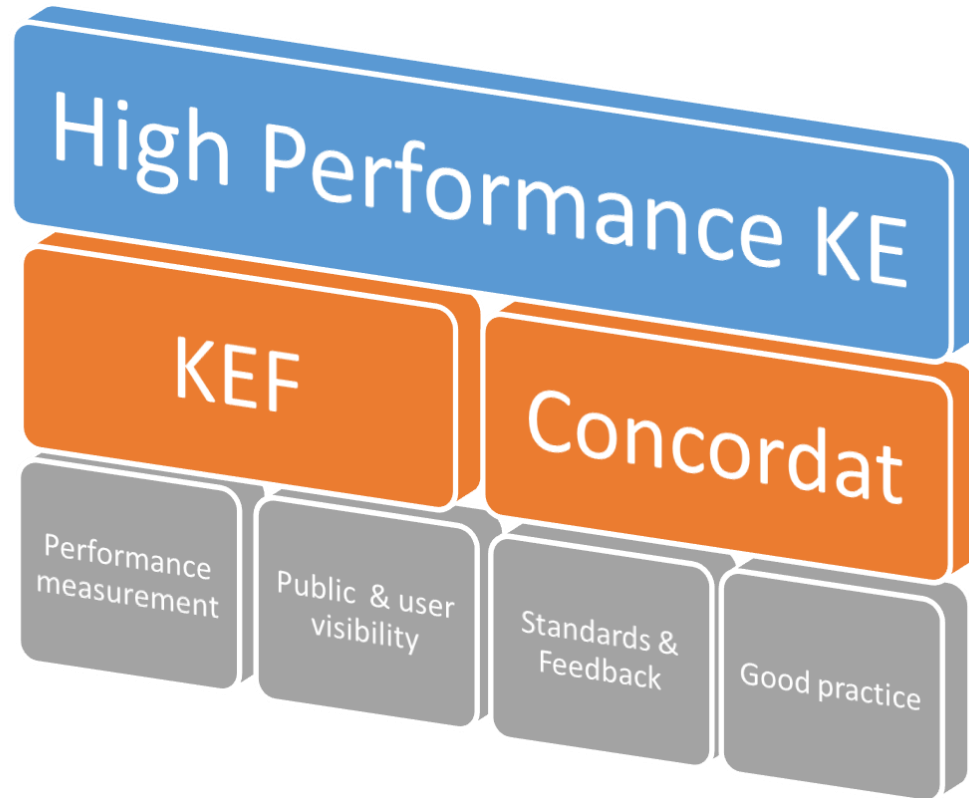 High Performance KE
KEF
Concordat
Performance
measurement
Public & user
visibility
Standards &
Feedback
Good practice